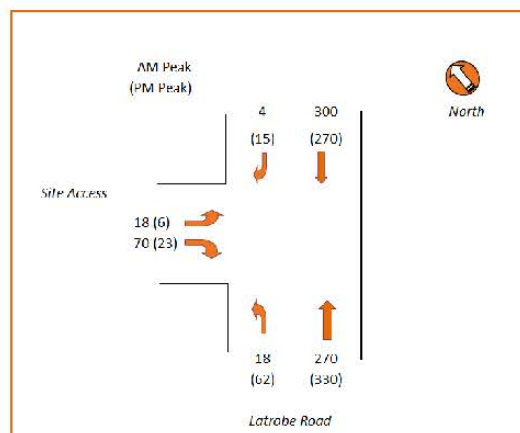 AM Peak
(PM Peak)
4 300
(15) (270)
North
Site Access
18 (6)
70 (23)
18 270
(62) (330)
Latrobe Road